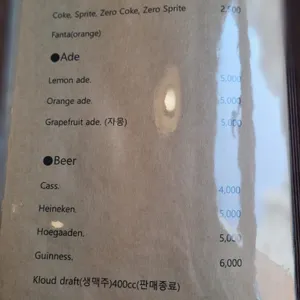 Coke, Sprite, Zero Coke, Zero Sprite 2,500
Fanta(orange)
●Ade
Lemon ade. 5,000
Orange ade. 5,000
Grapefruit ade. (자몽) 5,000
●Beer
Cass. 4,000
Heineken. 5,000
Hoegaaden. 5,000
Guinness. 6,000
Kloud draft(생맥주)400cc(판매종료)